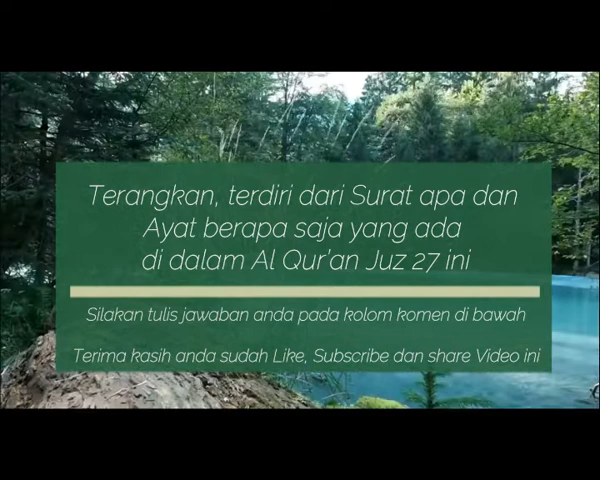 Terangkan, terdiri dari Surat apa dan
Ayat berapa saja yang ada
di dalam Al Qur'an Juz 27 ini
Silakan tulis jawaban anda pada kolom komen di bawah
Terima kasih anda sudah Like, Subscribe dan share Video ini